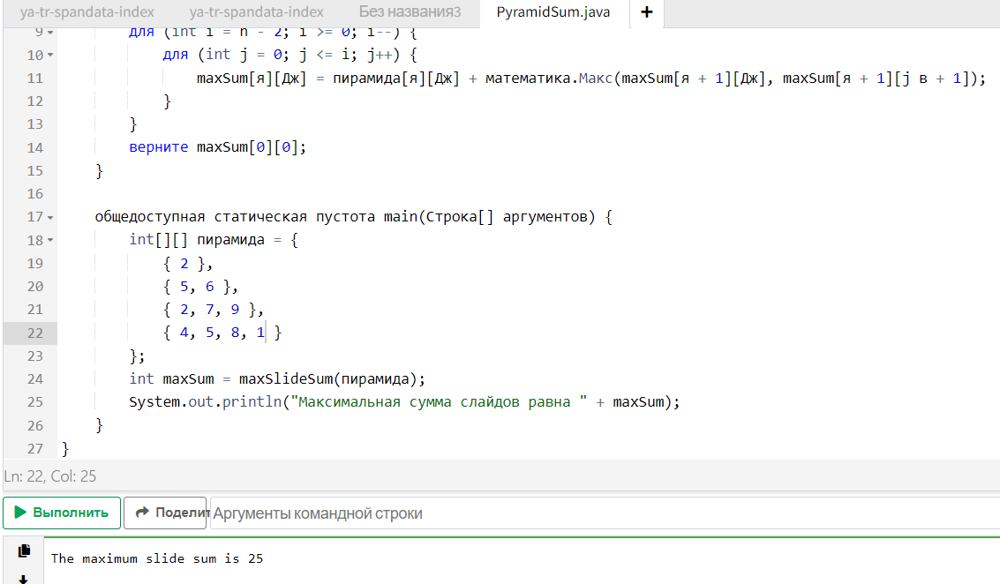 ya-tr-spandata-index ya-tr-spandata-index Без названия3 PyramidSum.java +
9 для (int i = n - 2; i >= 0; i--) {
10 для (int j = 0; j <= i; j++) {
11 maxSum[я][Дж] = пирамида[я][Дж] + математика.Макс(maxSum[я + 1][Дж], maxSum[я + 1][j в + 1]);
12 }
13 }
14 верните maxSum[0][0];
15 }
16
17 общедоступная статическая пустота main(Строка[] аргументов) {
18 int[][] пирамида = {
19 { 2 },
20 { 5, 6 },
21 { 2, 7, 9 },
22 { 4, 5, 8, 1 }
23 };
24 int maxSum = maxSlideSum(пирамида);
25 System.out.println("Максимальная сумма слайдов равна " + maxSum);
26 }
27 }
Ln: 22, Col: 25
Выполнить Поделит Аргументы командной строки
The maximum slide sum is 25